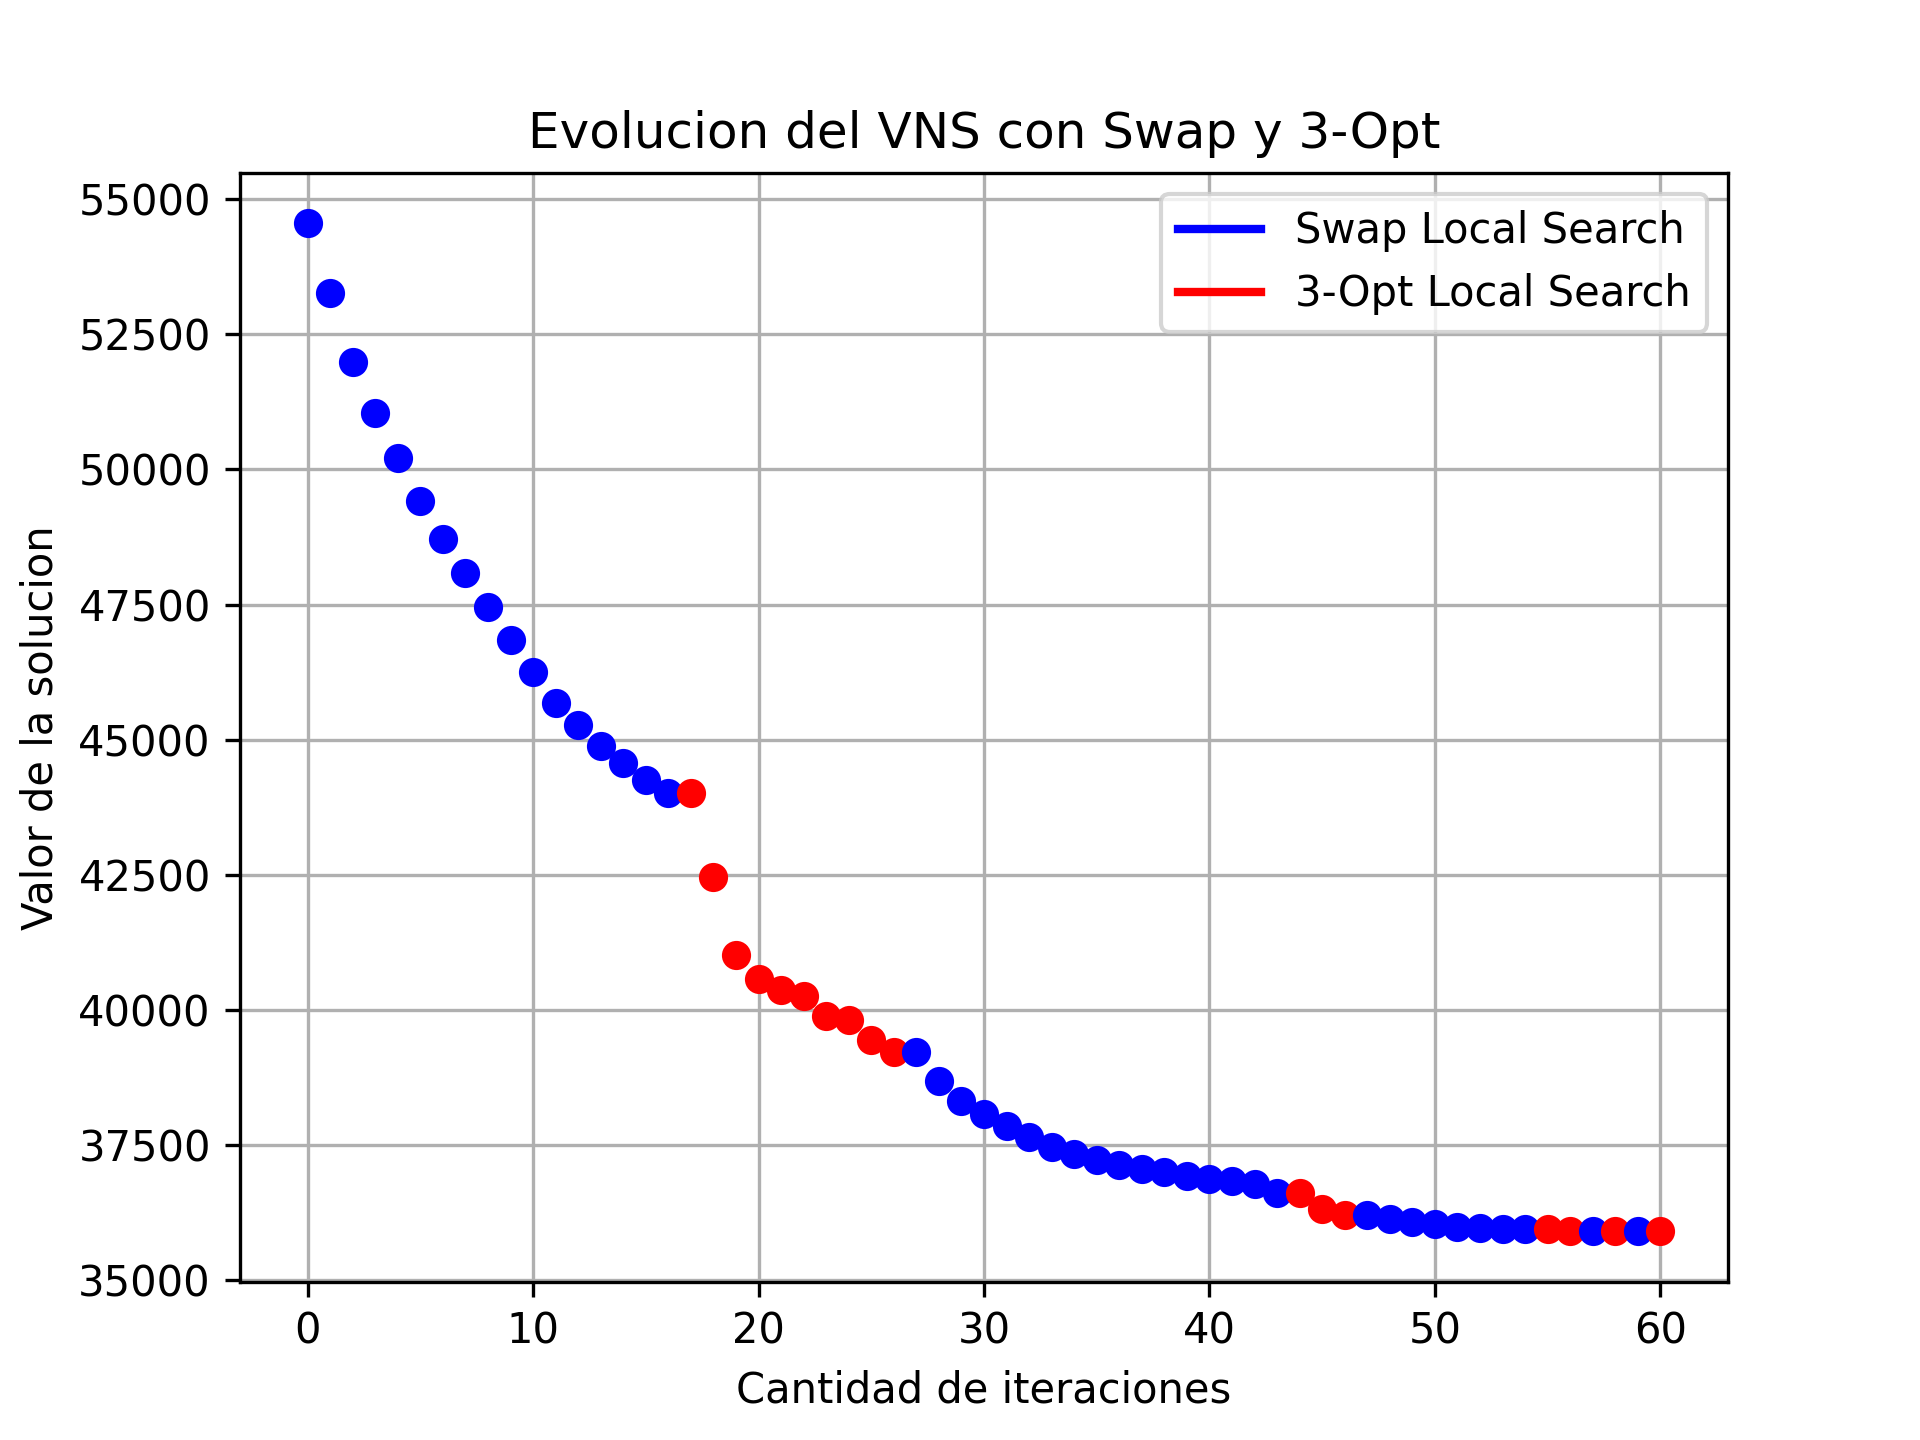 Evolucion del VNS con Swap y 3-Opt
Swap Local Search
3-Opt Local Search
Valor de la solucion
55000
52500
50000
47500
45000
42500
40000
37500
35000
0 10 20 30 40 50 60
Cantidad de iteraciones